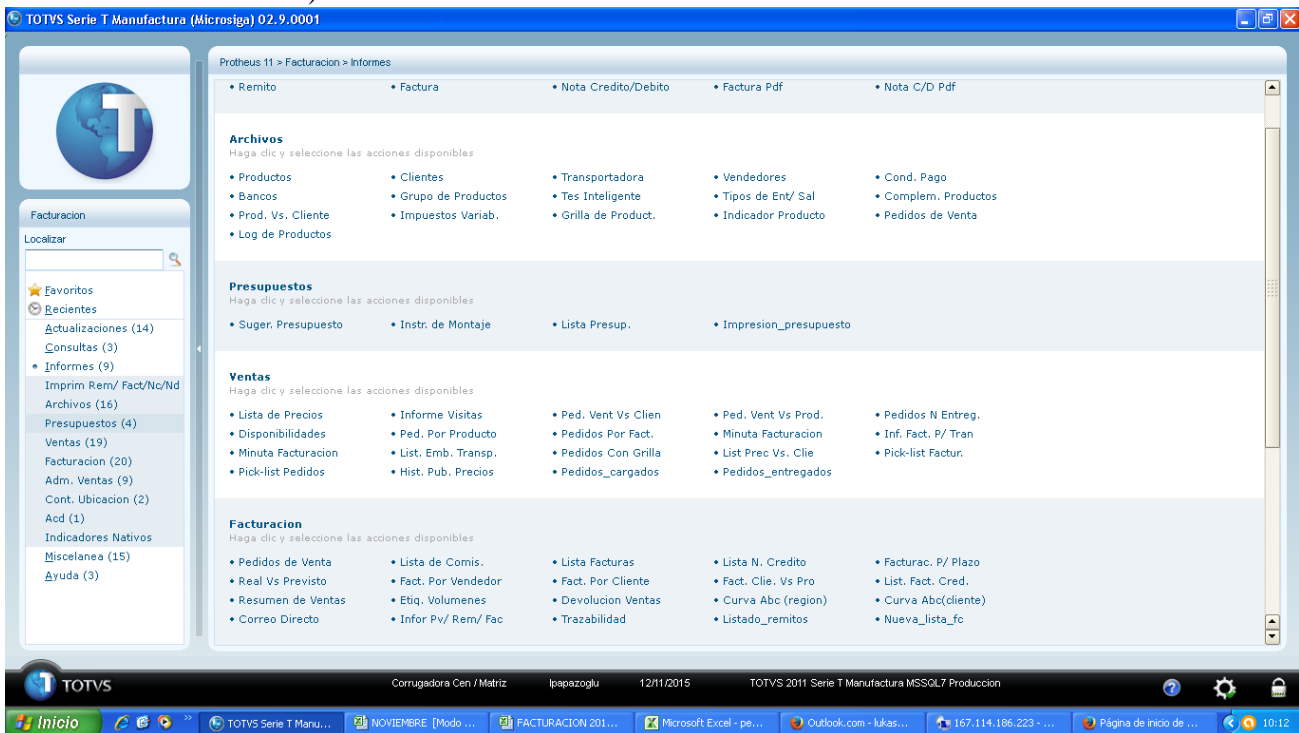 TOTVS Serie T Manufactura (Microsiga) 02.9.0001
Protheus 11 > Facturacion > Informes
• Remito • Factura • Nota Credito/Debito • Factura Pdf • Nota C/D Pdf
Archivos
Haga clic y seleccione las acciones disponibles
• Productos • Clientes • Transportadora • Vendedores • Cond. Pago
• Bancos • Grupo de Productos • Tes Inteligente • Tipos de Ent/ Sal • Complem. Productos
• Prod. Vs. Cliente • Impuestos Variab. • Grilla de Product. • Indicador Producto • Pedidos de Venta
• Log de Productos
Presupuestos
Haga clic y seleccione las acciones disponibles
• Suger. Presupuesto • Instr. de Montaje • Lista Presup. • Impresion_presupuesto
Ventas
Haga clic y seleccione las acciones disponibles
• Lista de Precios • Informe Visitas • Ped. Vent Vs Clien • Ped. Vent Vs Prod. • Pedidos N Entreg.
• Disponibilidades • Ped. Por Producto • Pedidos Por Fact. • Minuta Facturacion • Inf. Fact. P/ Tran
• Minuta Facturacion • List. Emb. Transp. • Pedidos Con Grilla • List Prec Vs. Clie • Pick-list Factur.
• Pick-list Pedidos • Hist. Pub. Precios • Pedidos_cargados • Pedidos_entregados
Facturacion
Haga clic y seleccione las acciones disponibles
• Pedidos de Venta • Lista de Comis. • Lista Facturas • Lista N. Credito • Facturac. P/ Plazo
• Real Vs Previsto • Fact. Por Vendedor • Fact. Por Cliente • Fact. Clie. Vs Pro • List. Fact. Cred.
• Resumen de Ventas • Etiq. Volumenes • Devolucion Ventas • Curva Abc (region) • Curva Abc(cliente)
• Correo Directo • Infor Pv/ Rem/ Fac • Trazabilidad • Listado_remitos • Nueva_lista_fc
Facturacion
Localizar
Favoritos
Recientes
Actualizaciones (14)
Consultas (3)
• Informes (9)
Imprim Rem/ Fact/Nc/Nd
Archivos (16)
Presupuestos (4)
Ventas (19)
Facturacion (20)
Adm. Ventas (9)
Cont. Ubicacion (2)
Acd (1)
Indicadores Nativos
Miscelanea (15)
Ayuda (3)
TOTVS Corrugadora Cen / Matriz lpapazoglu 12/11/2015 TOTVS 2011 Serie T Manufactura MSSQL7 Produccion
Inicio TOTVS Serie T Manu... NOVIEMBRE [Modo ... FACTURACION 201... Microsoft Excel - pe... Outlook.com - lukas... 167.114.186.223 - ... Página de inicio de ... 10:12